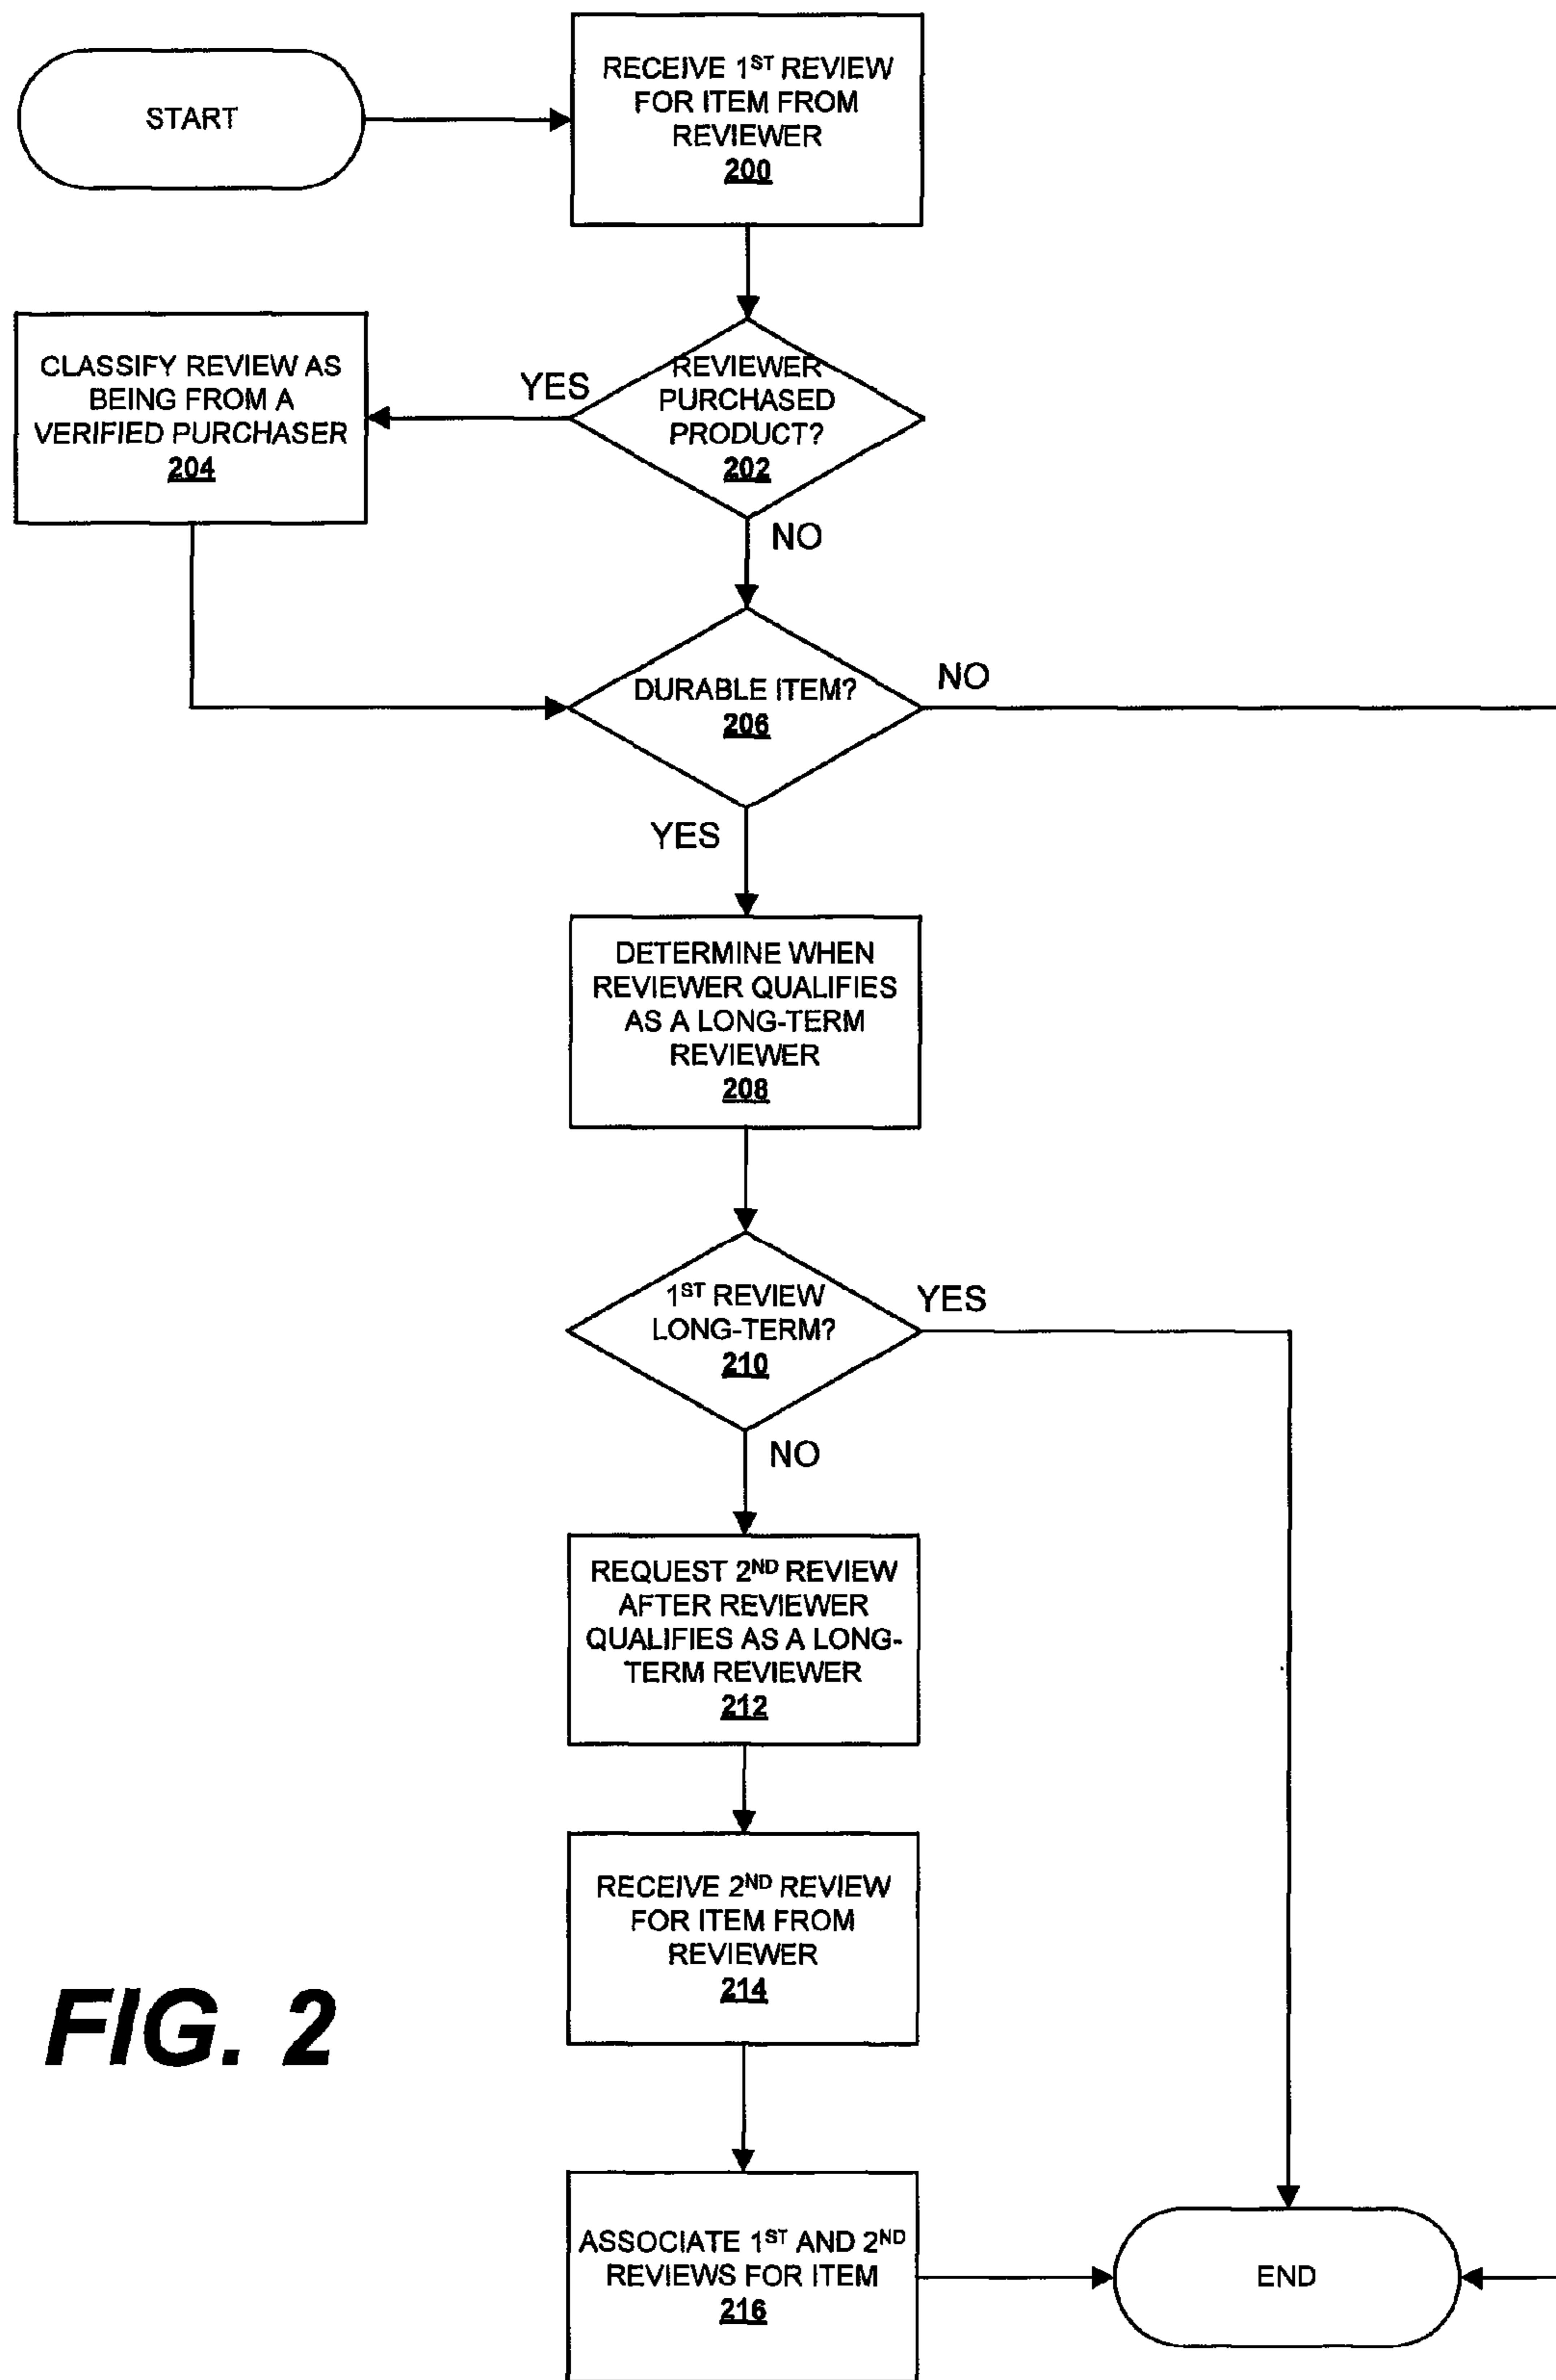 START
RECEIVE 1ST REVIEW
FOR ITEM FROM
REVIEWER
200
REVIEWER
PURCHASED
PRODUCT?
202
YES
CLASSIFY REVIEW AS
BEING FROM A
VERIFIED PURCHASER
204
NO
DURABLE ITEM?
206
NO
YES
DETERMINE WHEN
REVIEWER QUALIFIES
AS A LONG-TERM
REVIEWER
208
1ST REVIEW
LONG-TERM?
210
YES
NO
REQUEST 2ND REVIEW
AFTER REVIEWER
QUALIFIES AS A LONG-
TERM REVIEWER
212
RECEIVE 2ND REVIEW
FOR ITEM FROM
REVIEWER
214
ASSOCIATE 1ST AND 2ND
REVIEWS FOR ITEM
216
END
FIG. 2